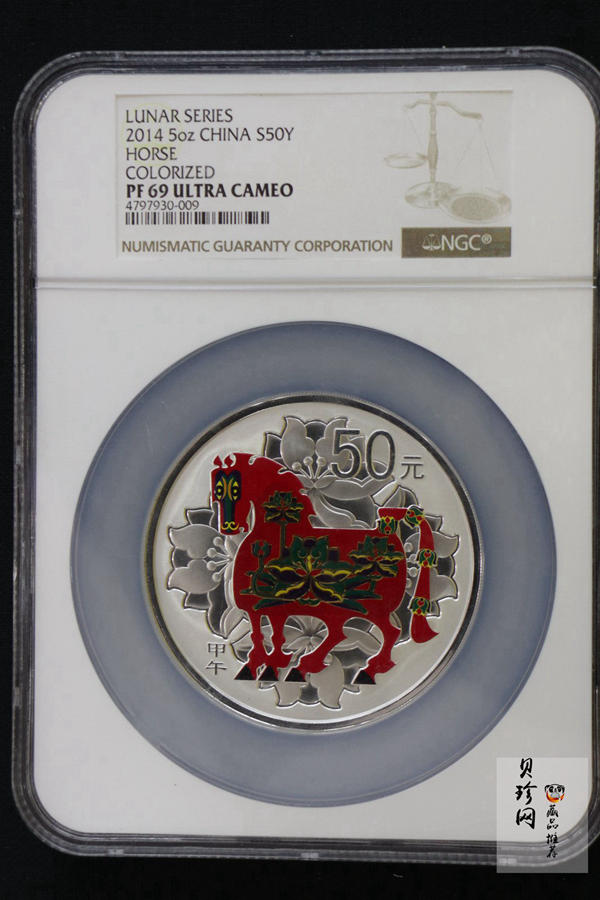 LUNAR SERIES
2014 5oz CHINA S50Y
HORSE
COLORIZED
PF 69 ULTRA CAMEO
4797930-009
NUMISMATIC GUARANTY CORPORATION
NGC®
50元
甲午
贝珍网
藏品推荐